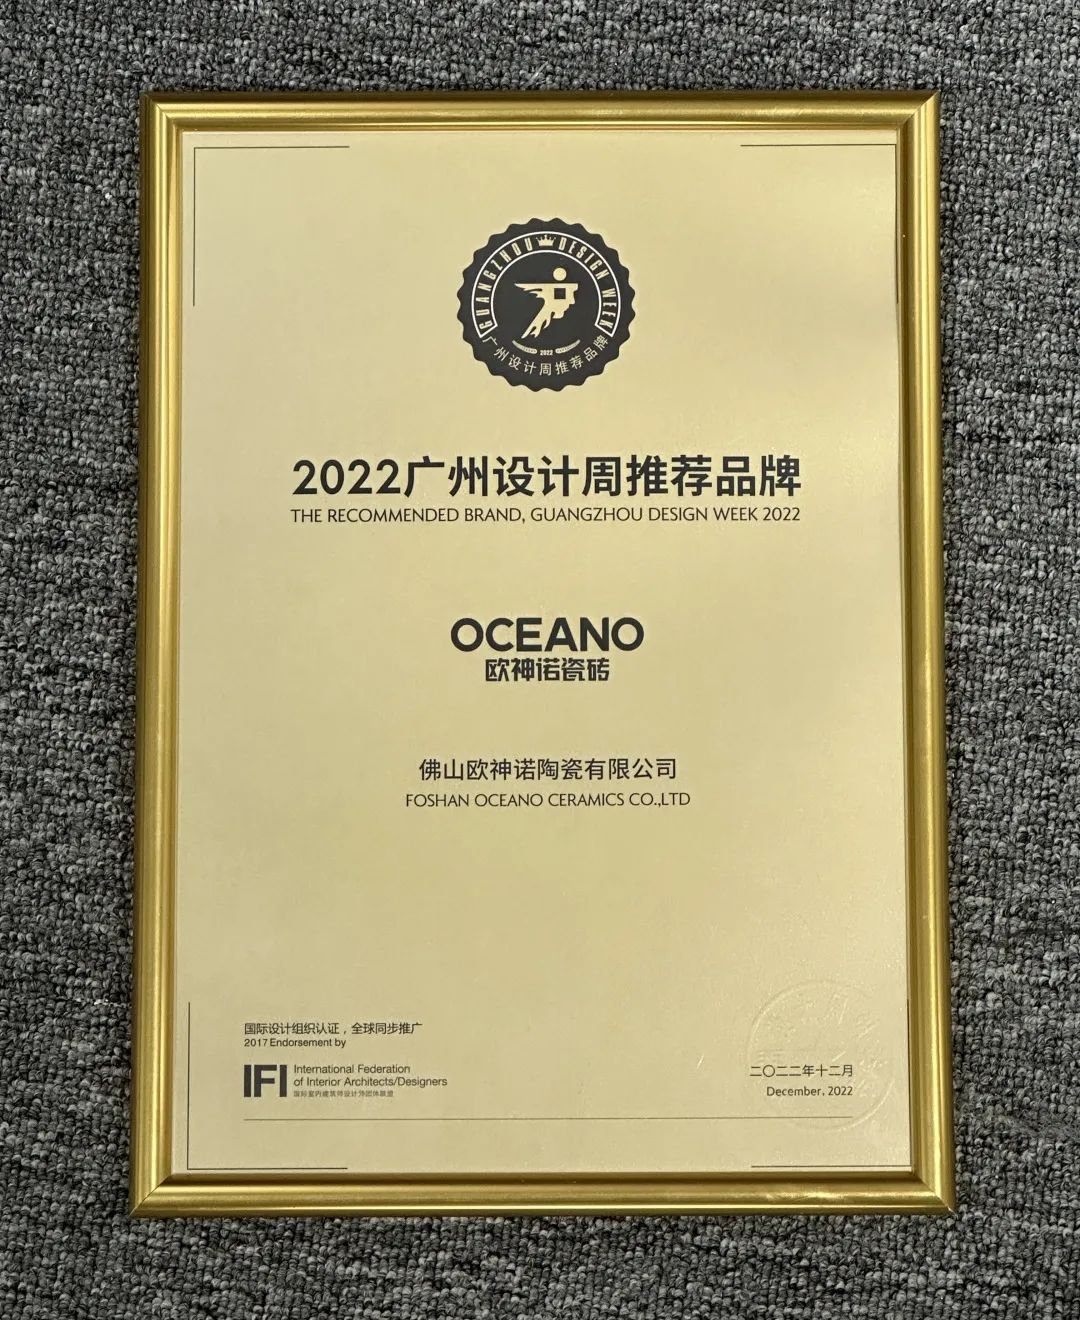 GUANGZHOU DESIGN WEEK
2022
广州设计周推荐品牌
2022广州设计周推荐品牌
THE RECOMMENDED BRAND, GUANGZHOU DESIGN WEEK 2022
OCEANO
欧神诺瓷砖
佛山欧神诺陶瓷有限公司
FOSHAN OCEANO CERAMICS CO.,LTD
国际设计组织认证，全球同步推广
2017 Endorsement by
IFI
International Federation
of Interior Architects/Designers
国际室内建筑师设计师团体联盟
二〇二二年十二月
December, 2022